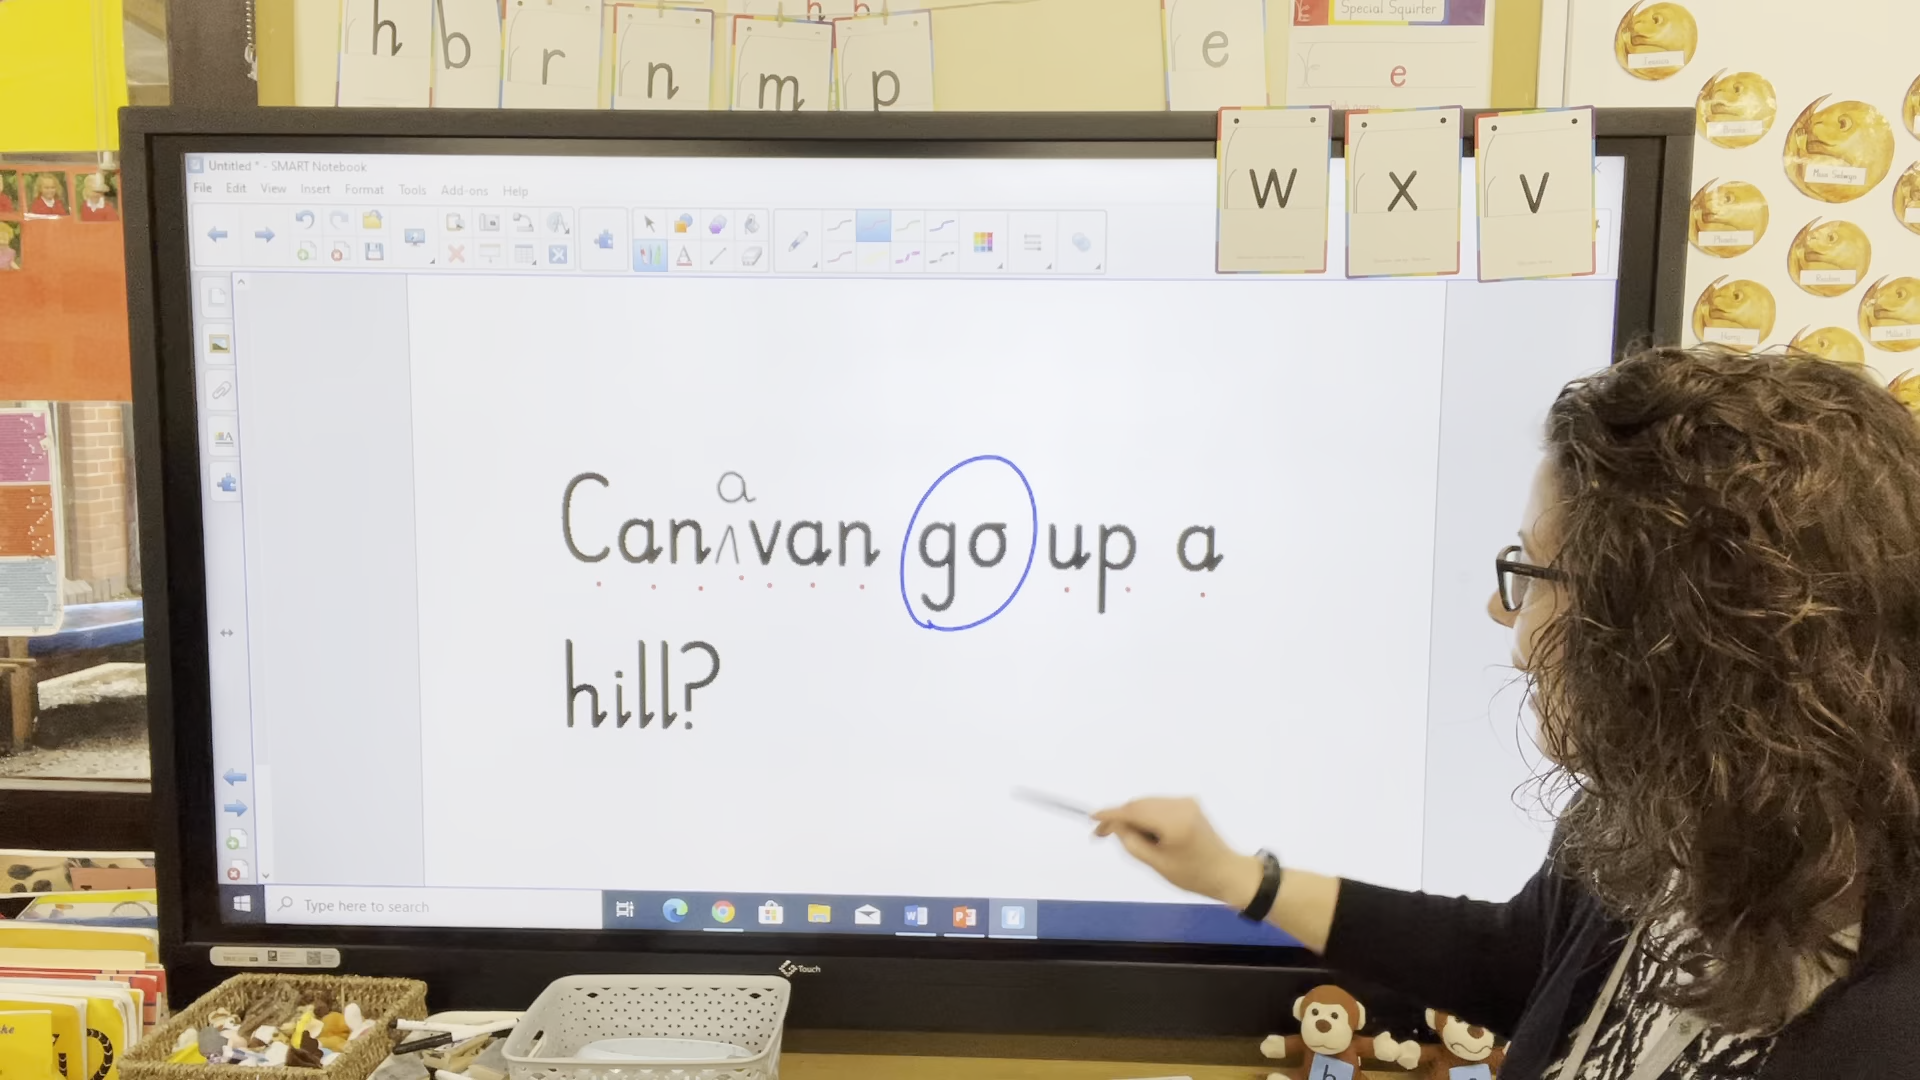 h b r n m p e
Special Squirter
e
w x v
Untitled * - SMART Notebook
File Edit View Insert Format Tools Add-ons Help
a
Can ^ van go up a
hill?
Type here to search
Touch
h